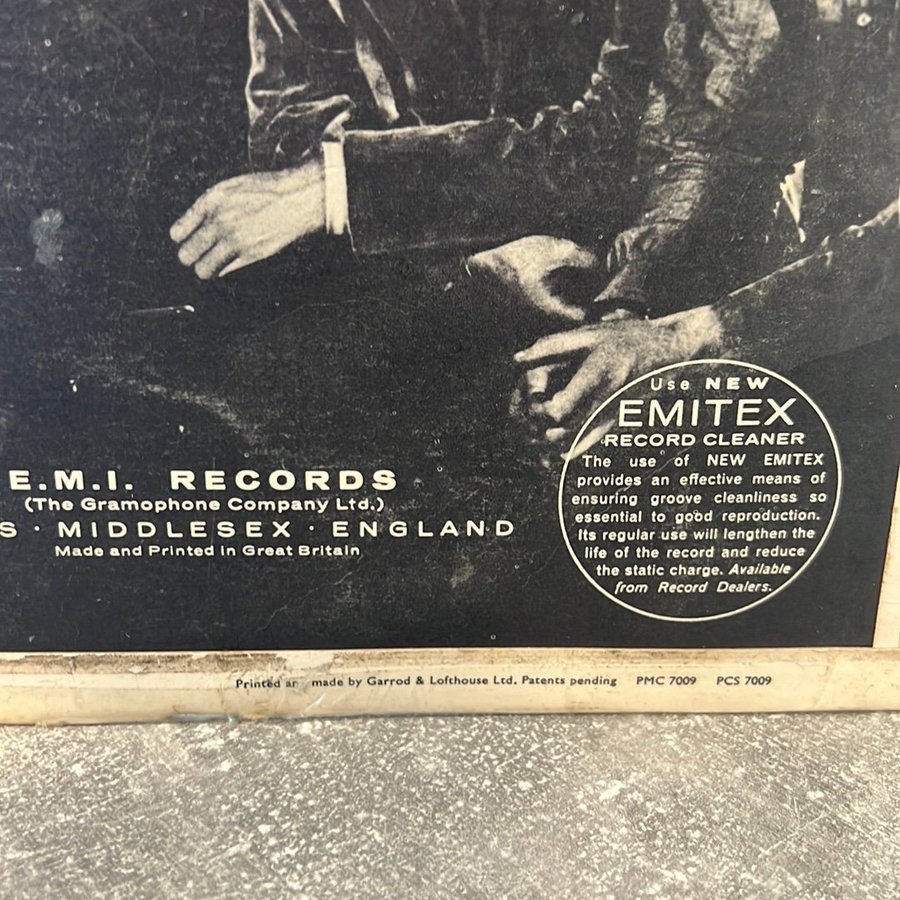 E.M.I. RECORDS
(The Gramophone Company Ltd.)
S · MIDDLESEX · ENGLAND
Made and Printed in Great Britain
Use NEW
EMITEX
RECORD CLEANER
The use of NEW EMITEX
provides an effective means of
ensuring groove cleanliness so
essential to good reproduction.
Its regular use will lengthen the
life of the record and reduce
the static charge. Available
from Record Dealers.
Printed an made by Garrod & Lofthouse Ltd. Patents pending PMC 7009 PCS 7009